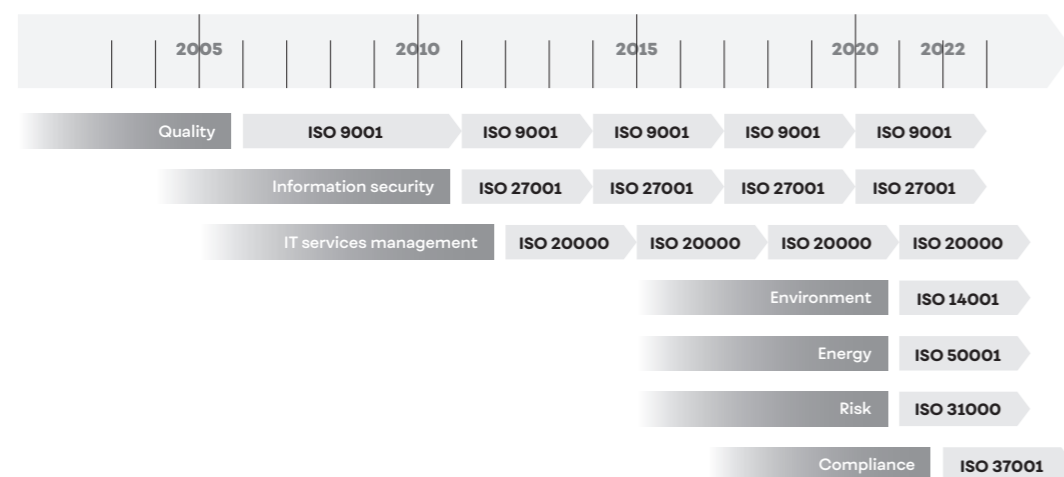 2005 2010 2015 2020 2022
Quality ISO 9001 ISO 9001 ISO 9001 ISO 9001 ISO 9001
Information security ISO 27001 ISO 27001 ISO 27001 ISO 27001
IT services management ISO 20000 ISO 20000 ISO 20000 ISO 20000
Environment ISO 14001
Energy ISO 50001
Risk ISO 31000
Compliance ISO 37001